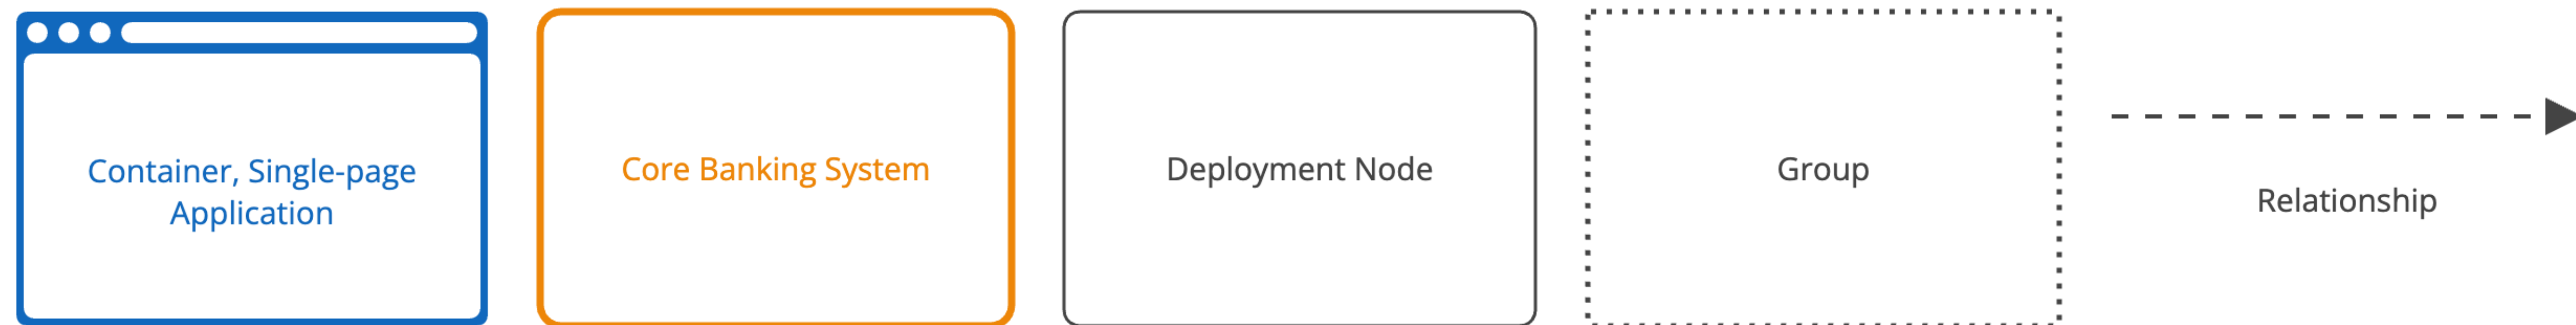 Container, Single-page
Application
Core Banking System
Deployment Node
Group
Relationship